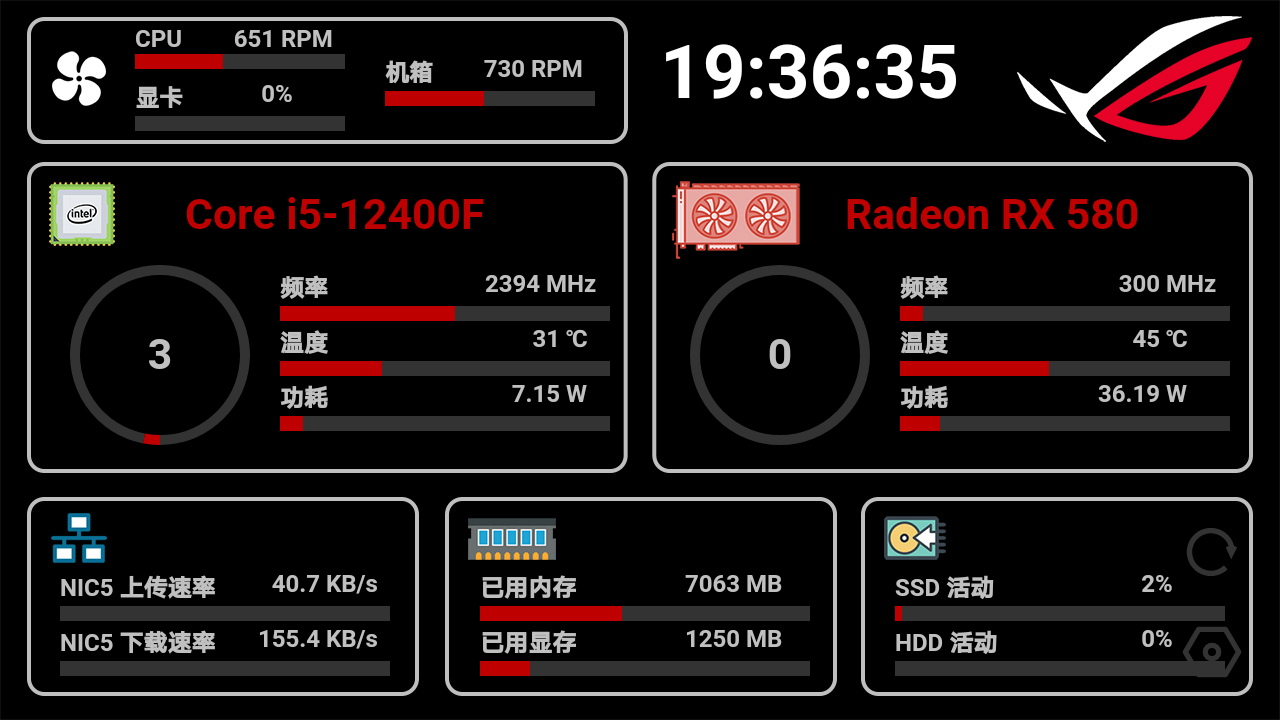 CPU 651 RPM
显卡 0%
机箱 730 RPM
19:36:35
intel
Core i5-12400F
3
频率 2394 MHz
温度 31 ℃
功耗 7.15 W
Radeon RX 580
0
频率 300 MHz
温度 45 ℃
功耗 36.19 W
NIC5 上传速率 40.7 KB/s
NIC5 下载速率 155.4 KB/s
已用内存 7063 MB
已用显存 1250 MB
SSD 活动 2%
HDD 活动 0%